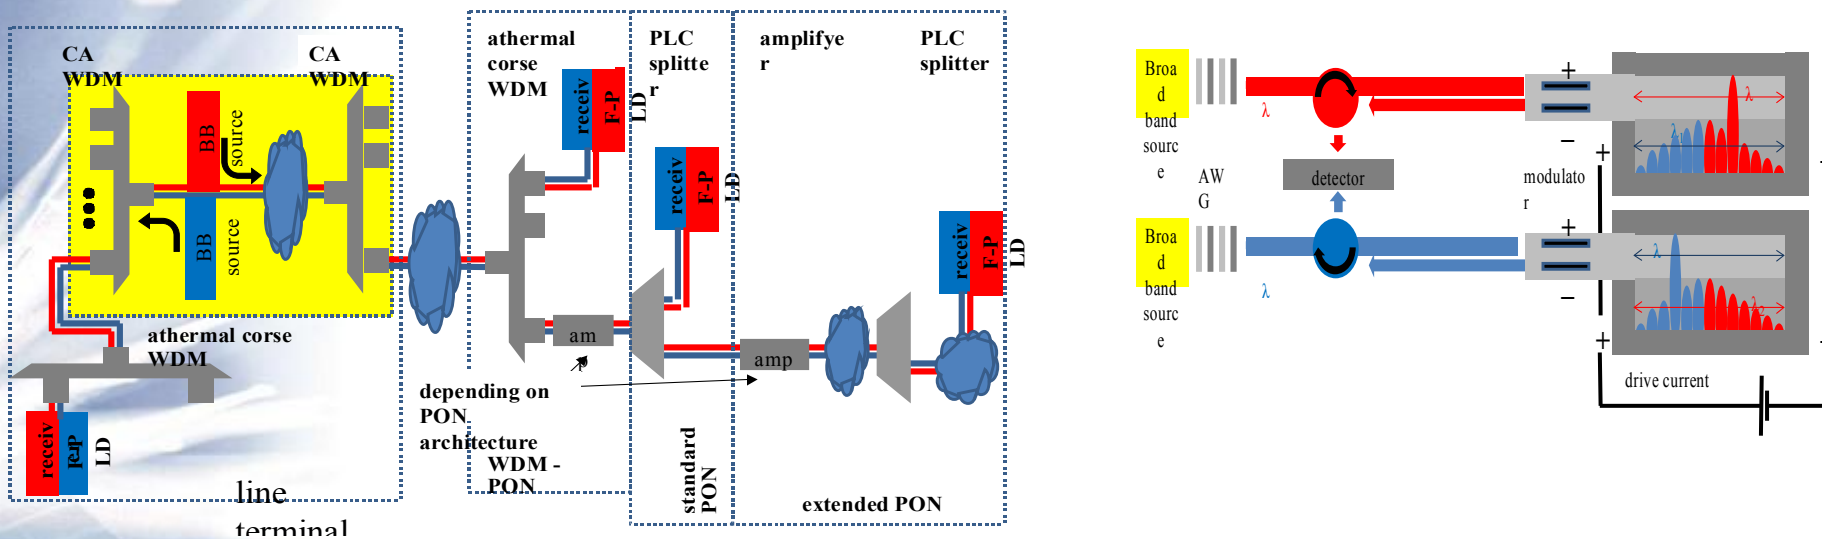 CA
WDM
CA
WDM
BB
source
BB
source
athermal corse
WDM
receiv
LD
line
terminal
athermal
corse
WDM
receiv
F-P
LD
PLC
splitte
r
receiv
F-P
LD
amplifye
r
PLC
splitter
receiv
F-P
LD
am
amp
depending on
PON
architecture
WDM -
PON
standard
PON
extended PON
Broa
d
band
sourc
e
λ
AW
G
detector
modulato
r
+
−
λ
λ1
+
Broa
d
band
sourc
e
λ
+
−
λ
λ2
+
drive current